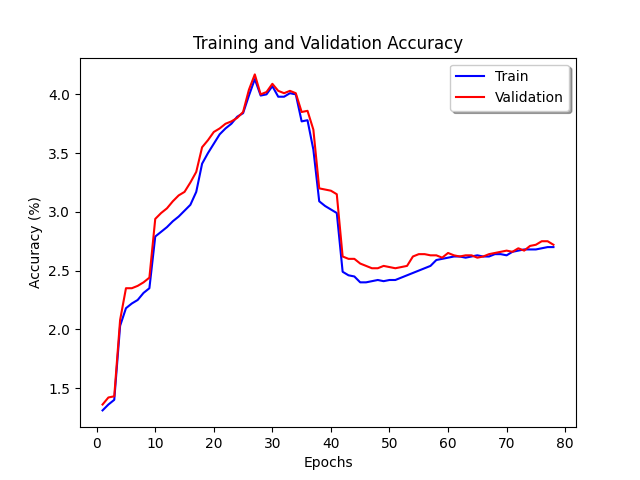 Training and Validation Accuracy
Train
Validation
4.0
3.5
3.0
2.5
2.0
1.5
Accuracy (%)
0 10 20 30 40 50 60 70 80
Epochs